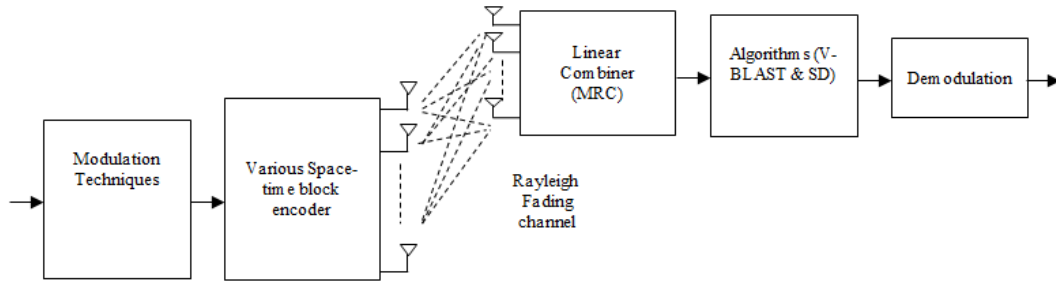 Modulation
Techniques
Various Space-
time block
encoder
Rayleigh
Fading
channel
Linear
Combiner
(MRC)
Algorithms (V-
BLAST & SD)
Demodulation